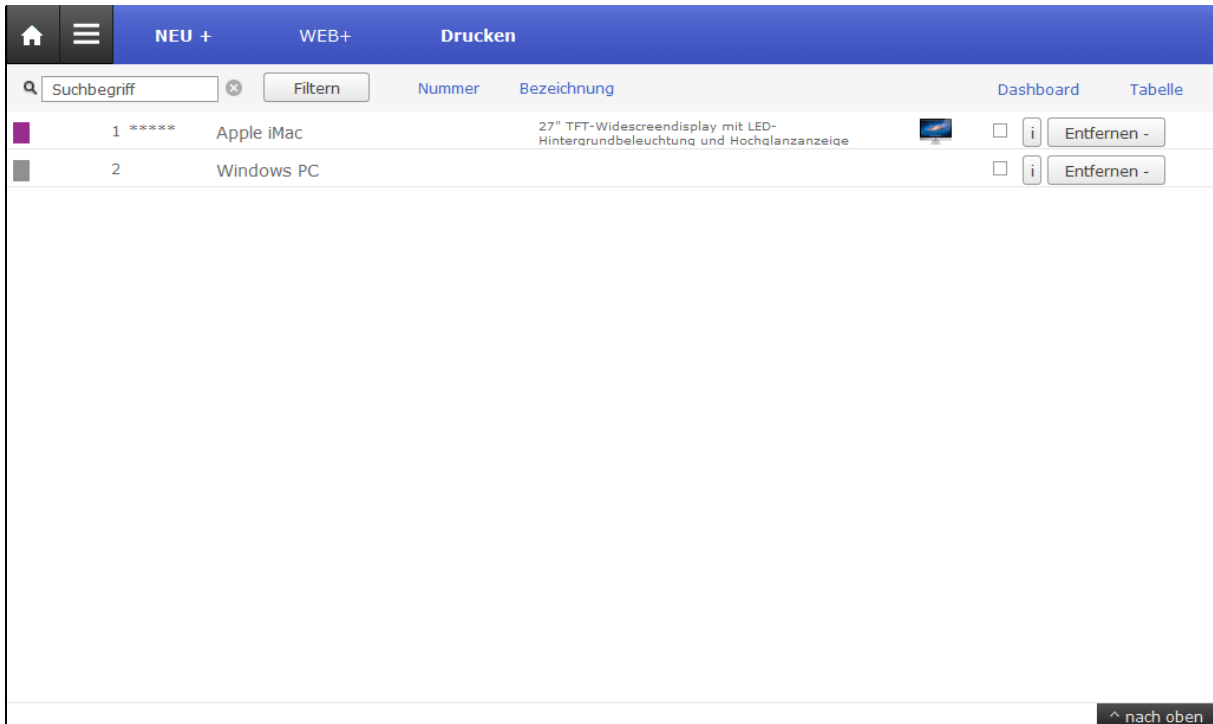 NEU + WEB+ Drucken
Suchbegriff Filtern Nummer Bezeichnung Dashboard Tabelle
1 ***** Apple iMac 27" TFT-Widescreendisplay mit LED- i Entfernen -
Hintergrundbeleuchtung und Hochglanzanzeige
2 Windows PC i Entfernen -
^ nach oben